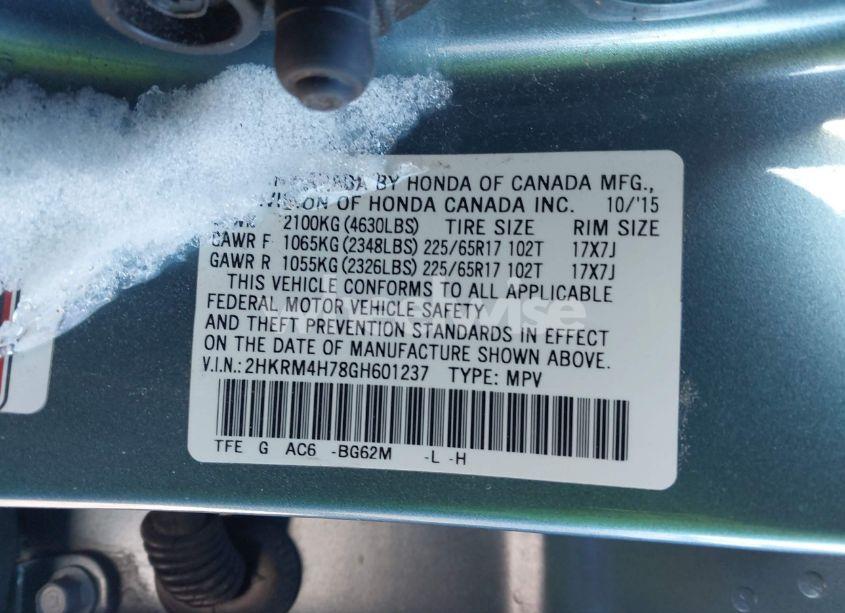 ADA BY HONDA OF CANADA MFG.,
ION OF HONDA CANADA INC. 10/'15
2100KG (4630LBS) TIRE SIZE RIM SIZE
GAWR F 1065KG (2348LBS) 225/65R17 102T 17X7J
GAWR R 1055KG (2326LBS) 225/65R17 102T 17X7J
THIS VEHICLE CONFORMS TO ALL APPLICABLE
FEDERAL MOTOR VEHICLE SAFETY
AND THEFT PREVENTION STANDARDS IN EFFECT
ON THE DATE OF MANUFACTURE SHOWN ABOVE.
V.I.N.: 2HKRM4H78GH601237 TYPE: MPV
TFE G AC6 -BG62M -L -H